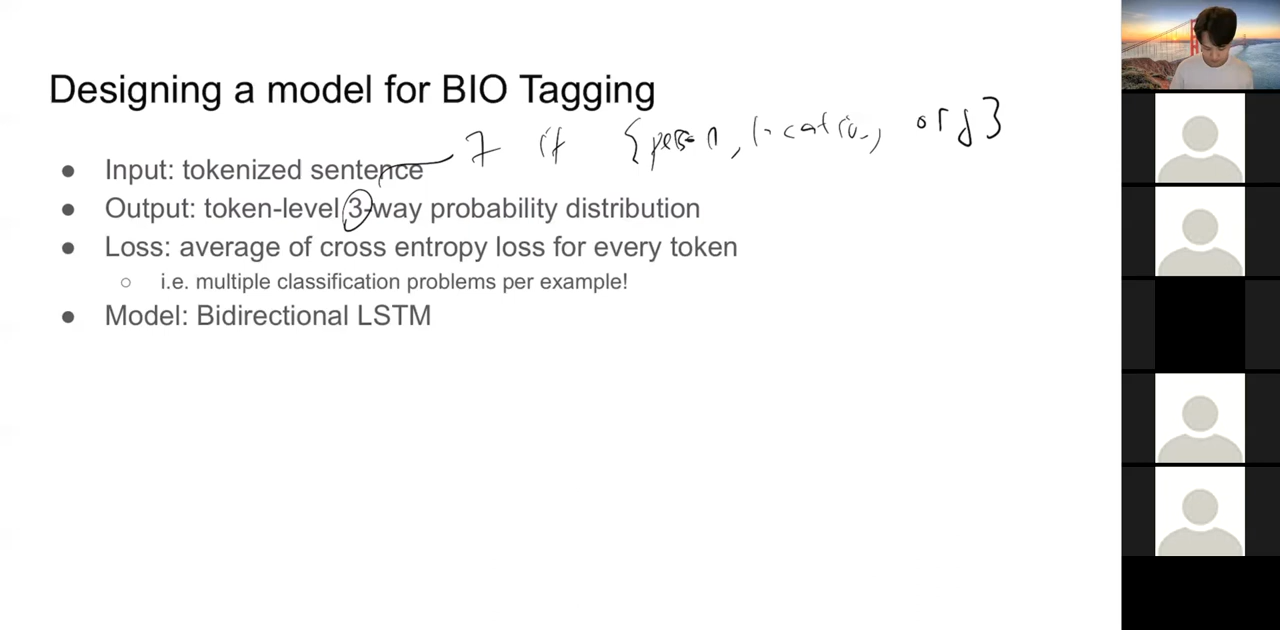 Designing a model for BIO Tagging
7 if {person, location, org}
● Input: tokenized sentence
● Output: token-level 3-way probability distribution
● Loss: average of cross entropy loss for every token
○ i.e. multiple classification problems per example!
● Model: Bidirectional LSTM